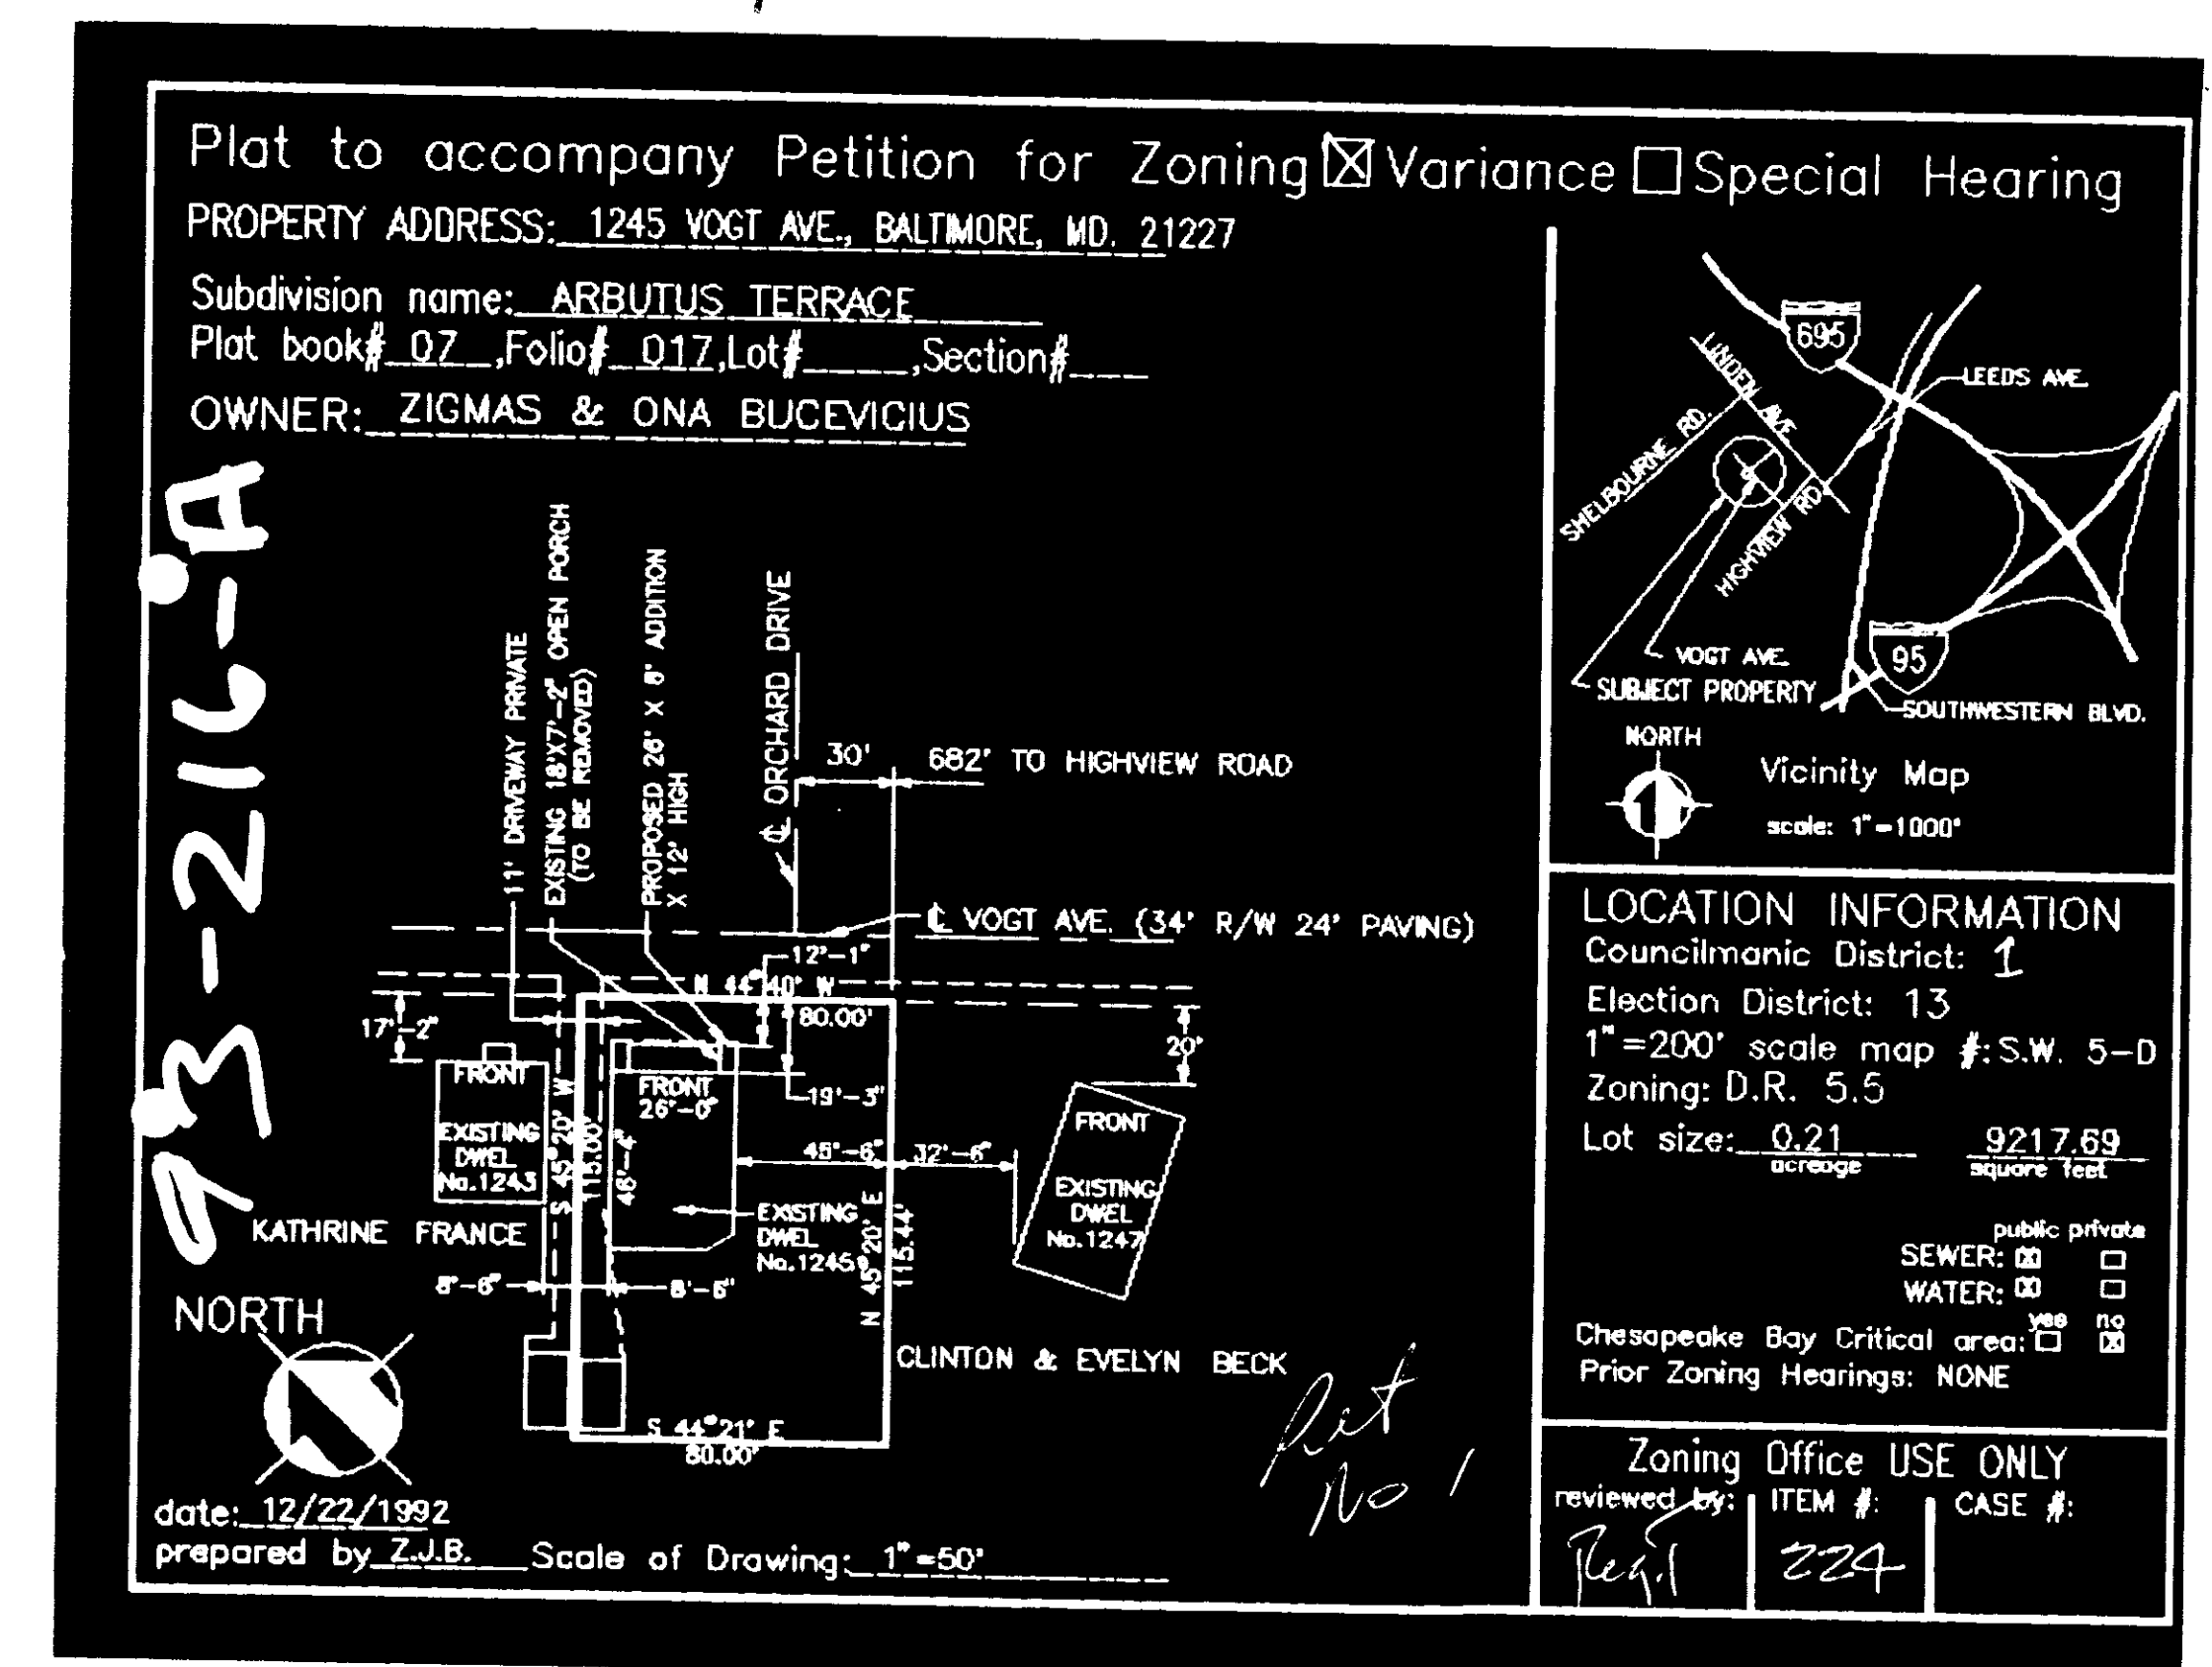 Plat to accompany Petition for Zoning ☒ Variance ☐ Special Hearing
PROPERTY ADDRESS: 1245 VOGT AVE., BALTIMORE, MD. 21227
Subdivision name: ARBUTUS TERRACE
Plat book# 07, Folio# 017, Lot#____, Section#___
OWNER: ZIGMAS & ONA BUCEVICIUS
93-216-A
11' DRIVEWAY PRIVATE
EXISTING 18'X7'-2" OPEN PORCH
(TO BE REMOVED)
PROPOSED 26' X 8' ADDITION
X 12' HIGH
℄ ORCHARD DRIVE
30'
682' TO HIGHVIEW ROAD
℄ VOGT AVE. (34' R/W 24' PAVING)
12'-1"
N 44°40' W
80.00'
17'-2"
20'
FRONT
FRONT
26'-0"
19'-3"
FRONT
EXISTING
DWEL
No.1243
S 45°20' W
115.00'
46'-4"
45'-6"
32'-6"
EXISTING
DWEL
No.1245
EXISTING
DWEL
No.1247
N 45°20' E
115.44'
KATHRINE FRANCE
8'-6"
8'-6"
NORTH
CLINTON & EVELYN BECK
S 44°21' E
80.00'
Pet
No 1
date: 12/22/1992
prepared by Z.J.B. Scale of Drawing: 1"=50'
695
LINDEN AVE.
LEEDS AVE.
SHELBOURNE RD.
HIGHVIEW RD.
VOGT AVE.
95
SUBJECT PROPERTY
SOUTHWESTERN BLVD.
NORTH
Vicinity Map
scale: 1"=1000'
LOCATION INFORMATION
Councilmanic District: 1
Election District: 13
1"=200' scale map #: S.W. 5-D
Zoning: D.R. 5.5
Lot size: 0.21 9217.69
acreage square feet
public private
SEWER: ☒ ☐
WATER: ☒ ☐
yes no
Chesapeake Bay Critical area: ☐ ☒
Prior Zoning Hearings: NONE
Zoning Office USE ONLY
reviewed by: ITEM #: CASE #:
224